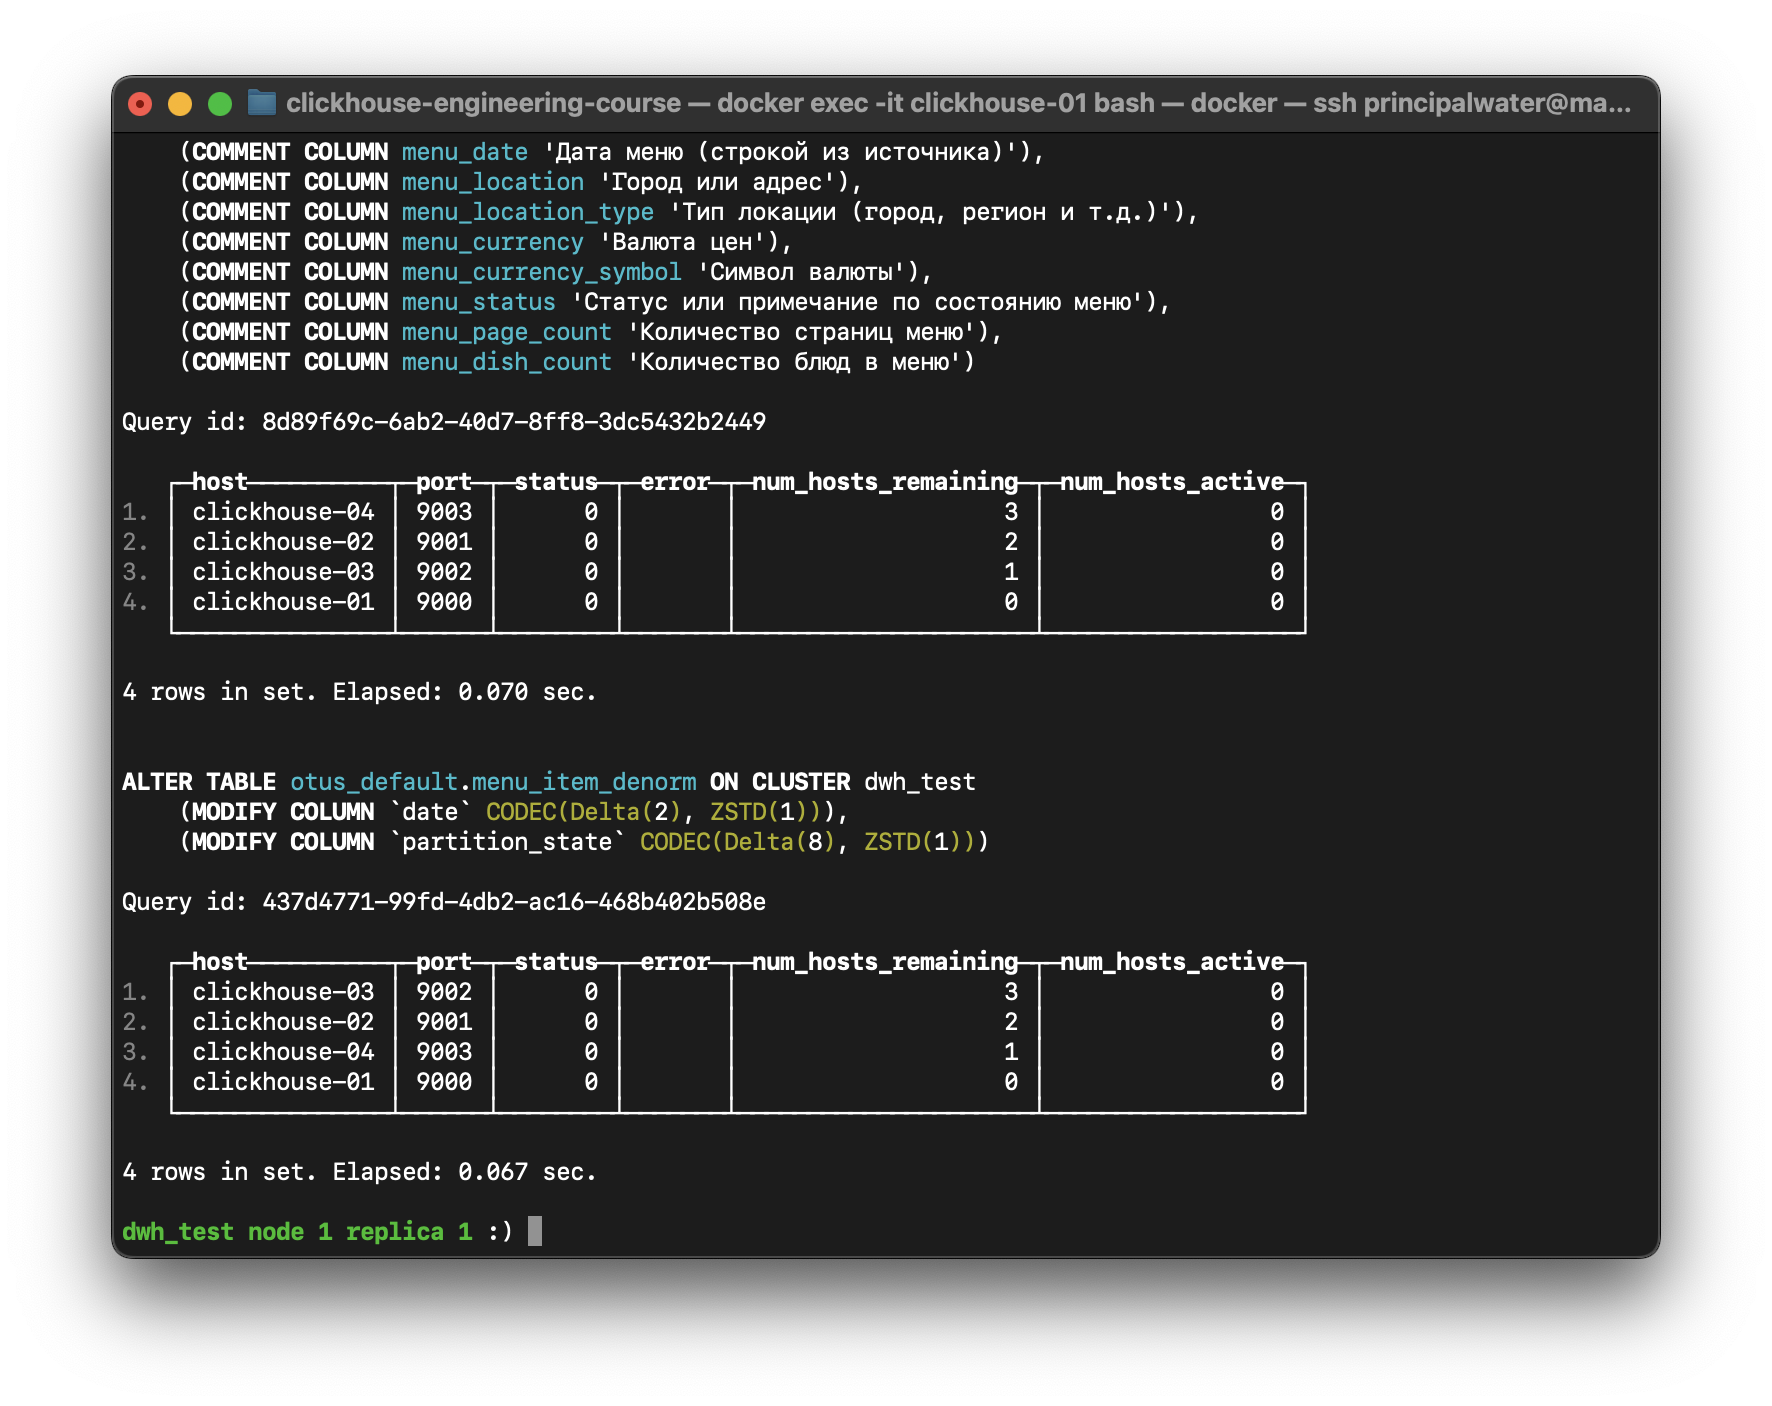 clickhouse-engineering-course — docker exec -it clickhouse-01 bash — docker — ssh principalwater@ma...
(COMMENT COLUMN menu_date 'Дата меню (строкой из источника)'),
(COMMENT COLUMN menu_location 'Город или адрес'),
(COMMENT COLUMN menu_location_type 'Тип локации (город, регион и т.д.)'),
(COMMENT COLUMN menu_currency 'Валюта цен'),
(COMMENT COLUMN menu_currency_symbol 'Символ валюты'),
(COMMENT COLUMN menu_status 'Статус или примечание по состоянию меню'),
(COMMENT COLUMN menu_page_count 'Количество страниц меню'),
(COMMENT COLUMN menu_dish_count 'Количество блюд в меню')
Query id: 8d89f69c-6ab2-40d7-8ff8-3dc5432b2449
host port status error num_hosts_remaining num_hosts_active
1. clickhouse-04 9003 0 3 0
2. clickhouse-02 9001 0 2 0
3. clickhouse-03 9002 0 1 0
4. clickhouse-01 9000 0 0 0
4 rows in set. Elapsed: 0.070 sec.
ALTER TABLE otus_default.menu_item_denorm ON CLUSTER dwh_test
(MODIFY COLUMN `date` CODEC(Delta(2), ZSTD(1))),
(MODIFY COLUMN `partition_state` CODEC(Delta(8), ZSTD(1)))
Query id: 437d4771-99fd-4db2-ac16-468b402b508e
host port status error num_hosts_remaining num_hosts_active
1. clickhouse-03 9002 0 3 0
2. clickhouse-02 9001 0 2 0
3. clickhouse-04 9003 0 1 0
4. clickhouse-01 9000 0 0 0
4 rows in set. Elapsed: 0.067 sec.
dwh_test node 1 replica 1 :)